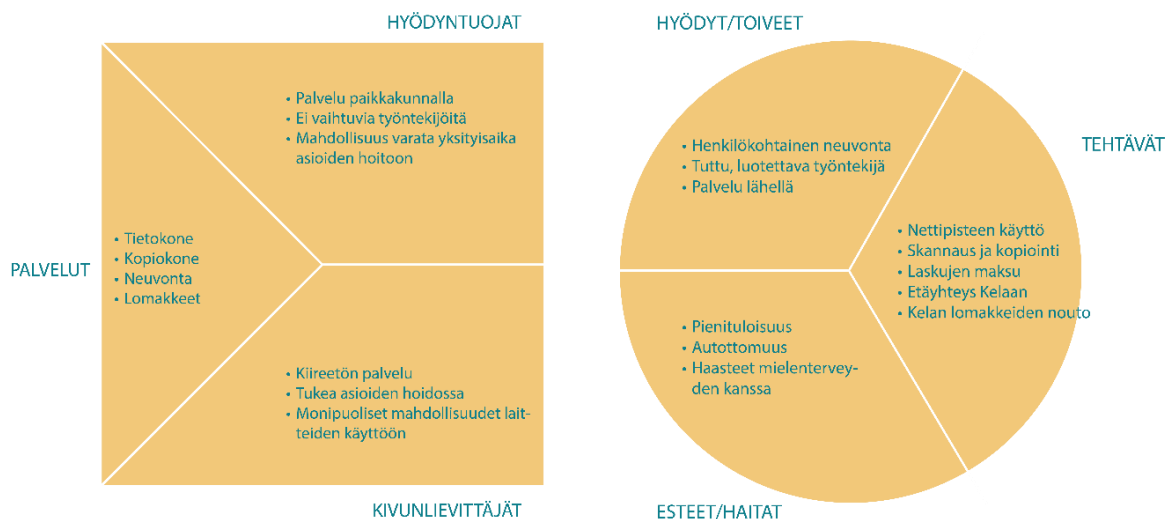 HYÖDYNTUOJAT
• Palvelu paikkakunnalla
• Ei vaihtuvia työntekijöitä
• Mahdollisuus varata yksityisaika
asioiden hoitoon
PALVELUT
• Tietokone
• Kopiokone
• Neuvonta
• Lomakkeet
• Kiireetön palvelu
• Tukea asioiden hoidossa
• Monipuoliset mahdollisuudet lait-
teiden käyttöön
KIVUNLIEVITTÄJÄT
HYÖDYT/TOIVEET
• Henkilökohtainen neuvonta
• Tuttu, luotettava työntekijä
• Palvelu lähellä
TEHTÄVÄT
• Nettipisteen käyttö
• Skannaus ja kopiointi
• Laskujen maksu
• Etäyhteys Kelaan
• Kelan lomakkeiden nouto
• Pienituloisuus
• Autottomuus
• Haasteet mielentervey-
den kanssa
ESTEET/HAITAT